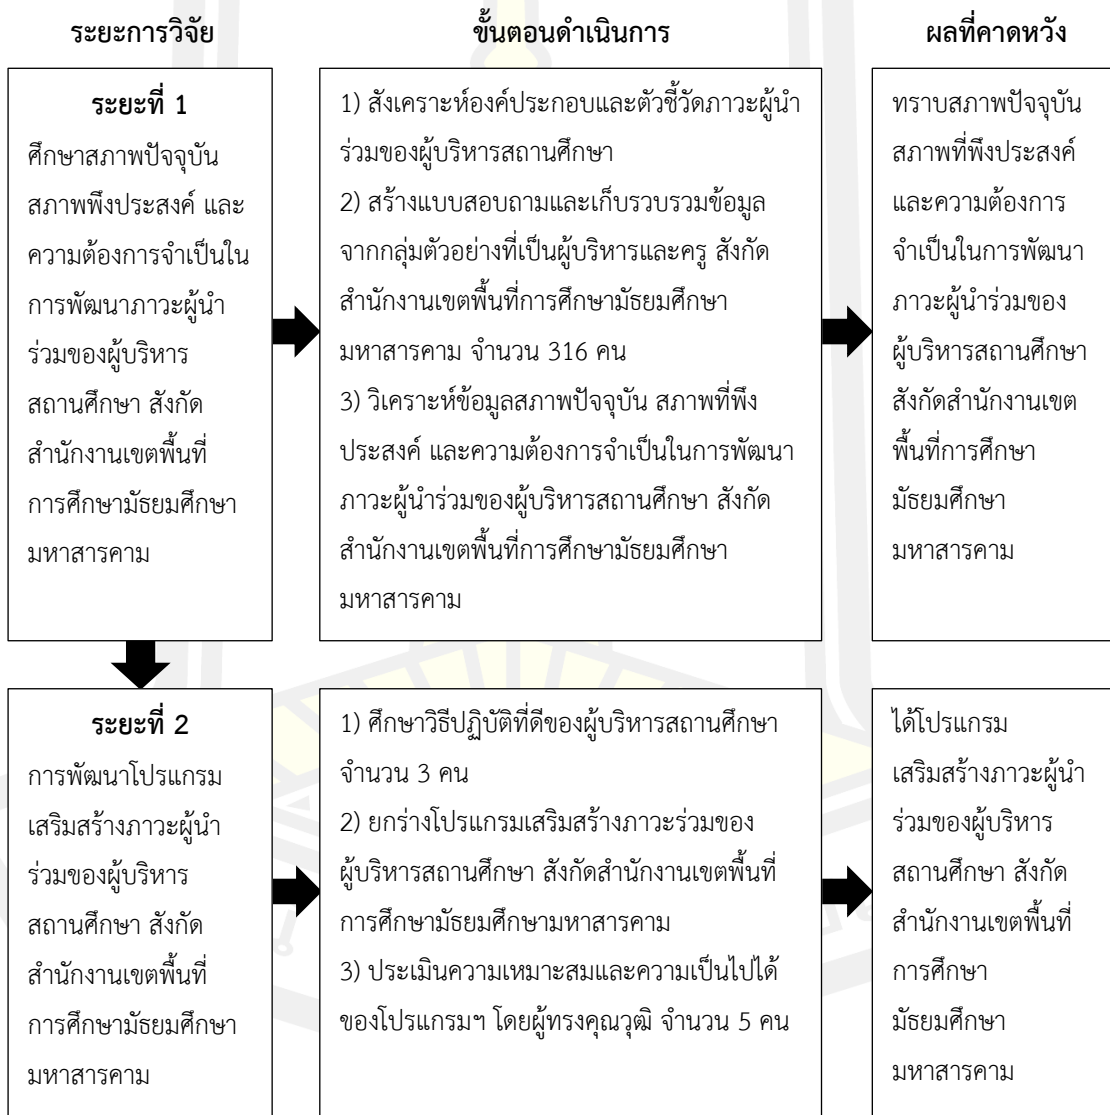 ระยะการวิจัย
ขั้นตอนดำเนินการ
ผลที่คาดหวัง
ระยะที่ 1
ศึกษาสภาพปัจจุบัน
สภาพพึงประสงค์ และ
ความต้องการจำเป็นใน
การพัฒนาภาวะผู้นำ
ร่วมของผู้บริหาร
สถานศึกษา สังกัด
สำนักงานเขตพื้นที่
การศึกษามัธยมศึกษา
มหาสารคาม
1) สังเคราะห์องค์ประกอบและตัวชี้วัดภาวะผู้นำ
ร่วมของผู้บริหารสถานศึกษา
2) สร้างแบบสอบถามและเก็บรวบรวมข้อมูล
จากกลุ่มตัวอย่างที่เป็นผู้บริหารและครู สังกัด
สำนักงานเขตพื้นที่การศึกษามัธยมศึกษา
มหาสารคาม จำนวน 316 คน
3) วิเคราะห์ข้อมูลสภาพปัจจุบัน สภาพที่พึง
ประสงค์ และความต้องการจำเป็นในการพัฒนา
ภาวะผู้นำร่วมของผู้บริหารสถานศึกษา สังกัด
สำนักงานเขตพื้นที่การศึกษามัธยมศึกษา
มหาสารคาม
ทราบสภาพปัจจุบัน
สภาพที่พึงประสงค์
และความต้องการ
จำเป็นในการพัฒนา
ภาวะผู้นำร่วมของ
ผู้บริหารสถานศึกษา
สังกัดสำนักงานเขต
พื้นที่การศึกษา
มัธยมศึกษา
มหาสารคาม
ระยะที่ 2
การพัฒนาโปรแกรม
เสริมสร้างภาวะผู้นำ
ร่วมของผู้บริหาร
สถานศึกษา สังกัด
สำนักงานเขตพื้นที่
การศึกษามัธยมศึกษา
มหาสารคาม
1) ศึกษาวิธีปฏิบัติที่ดีของผู้บริหารสถานศึกษา
จำนวน 3 คน
2) ยกร่างโปรแกรมเสริมสร้างภาวะร่วมของ
ผู้บริหารสถานศึกษา สังกัดสำนักงานเขตพื้นที่
การศึกษามัธยมศึกษามหาสารคาม
3) ประเมินความเหมาะสมและความเป็นไปได้
ของโปรแกรมฯ โดยผู้ทรงคุณวุฒิ จำนวน 5 คน
ได้โปรแกรม
เสริมสร้างภาวะผู้นำ
ร่วมของผู้บริหาร
สถานศึกษา สังกัด
สำนักงานเขตพื้นที่
การศึกษา
มัธยมศึกษา
มหาสารคาม